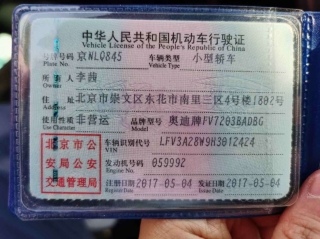 中华人民共和国机动车行驶证
Vehicle License of the People's Republic of China
号牌号码 京NLQ845 车辆类型 小型轿车
Plate No. Vehicle Type
所有人 李茜
Owner
住址 北京市崇文区东花市南里三区4号楼1802号
Address
使用性质 非营运 品牌型号 奥迪牌FV7203BADBG
Use Character Model
北京市公 车辆识别代号 LFV3A28W9H3012424
VIN
安局公安 发动机号码 059992
Engine No.
交通管理局 注册日期 2017-05-04 发证日期 2017-05-04
Register Date Issue Date